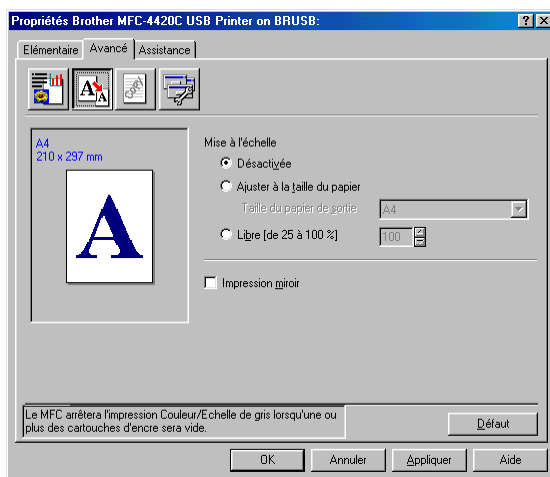 Propriétés Brother MFC-4420C USB Printer on BRUSB:
Elémentaire Avancé Assistance
A4
210 x 297 mm
A
Mise à l'échelle
Désactivée
Ajuster à la taille du papier
Taille du papier de sortie A4
Libre [de 25 à 100 %] 100
Impression miroir
Le MFC arrêtera l'impression Couleur/Echelle de gris lorsqu'une ou
plus des cartouches d'encre sera
vide.
Défaut
OK Annuler Appliquer Aide